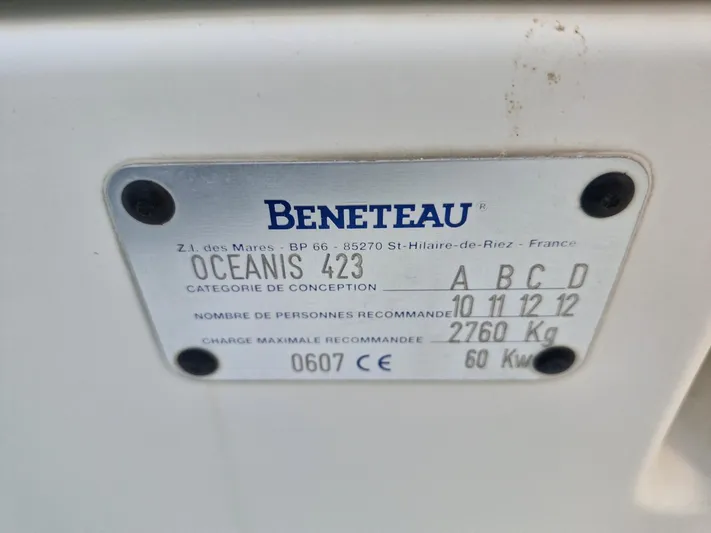 BENETEAU ®
Z.I. des Mares - BP 66 - 85270 St-Hilaire-de-Riez - France
OCEANIS 423
CATEGORIE DE CONCEPTION A B C D
NOMBRE DE PERSONNES RECOMMANDE 10 11 12 12
CHARGE MAXIMALE RECOMMANDEE 2760 Kg
0607 CE 60 Kw